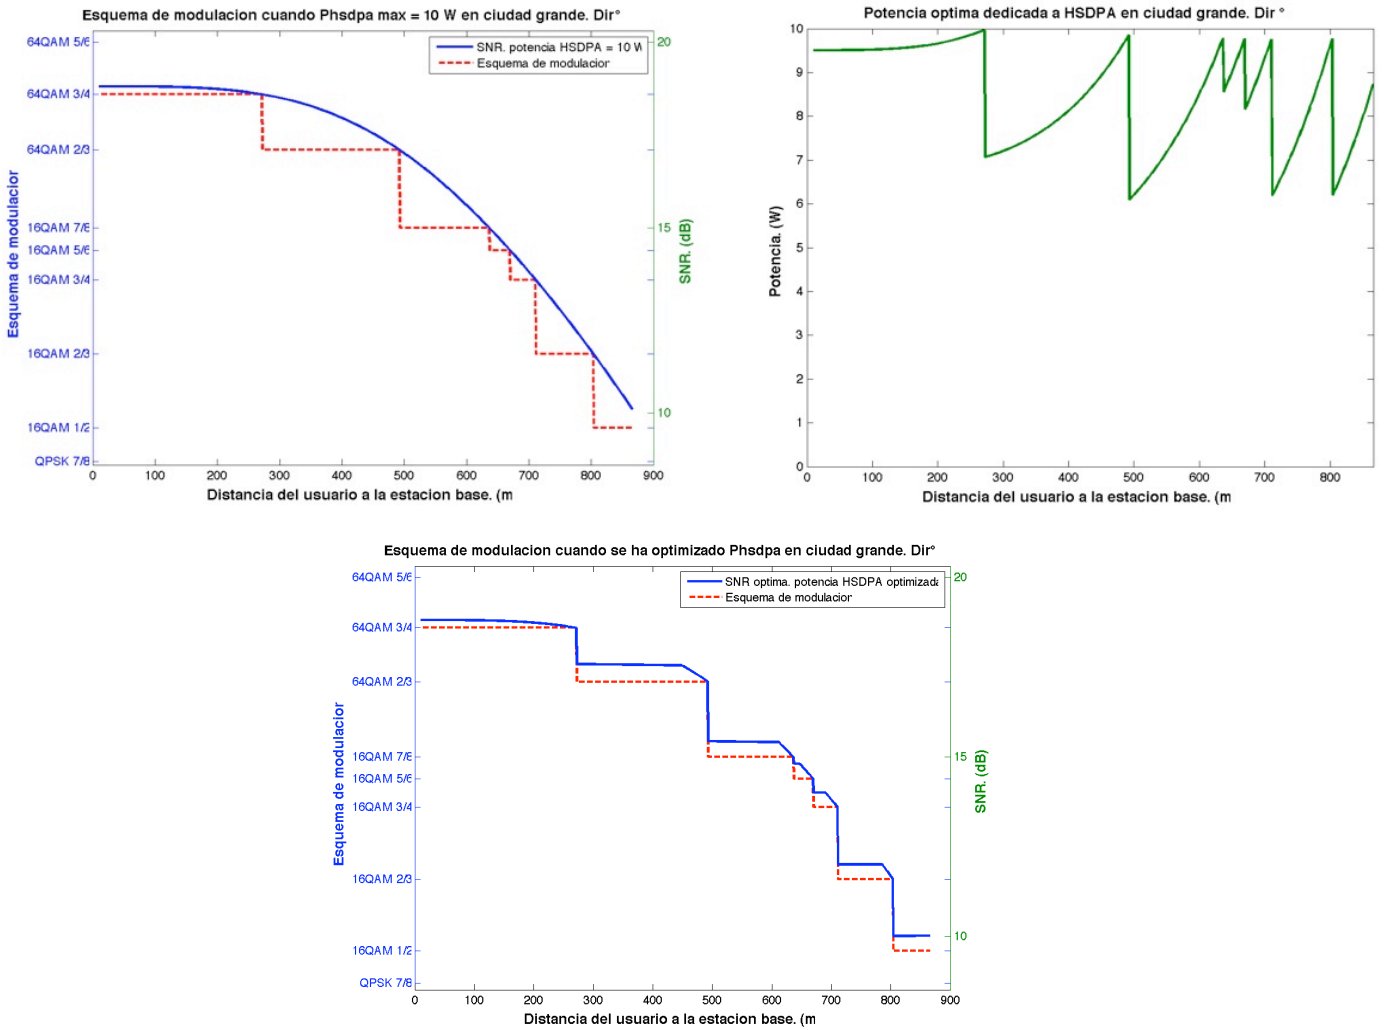 Esquema de modulacion cuando Phsdpa max = 10 W en ciudad grande. Dir°
64QAM 5/6
64QAM 3/4
64QAM 2/3
16QAM 7/8
16QAM 5/6
16QAM 3/4
16QAM 2/3
16QAM 1/2
QPSK 7/8
Esquema de modulacior
SNR. potencia HSDPA = 10 W
Esquema de modulacior
20
15
10
SNR. (dB)
0 100 200 300 400 500 600 700 800 900
Distancia del usuario a la estacion base. (m
Potencia optima dedicada a HSDPA en ciudad grande. Dir °
10
9
8
7
6
5
4
3
2
1
0
Potencia. (W)
0 100 200 300 400 500 600 700 800
Distancia del usuario a la estacion base. (m
Esquema de modulacion cuando se ha optimizado Phsdpa en ciudad grande. Dir°
64QAM 5/6
64QAM 3/4
64QAM 2/3
16QAM 7/8
16QAM 5/6
16QAM 3/4
16QAM 2/3
16QAM 1/2
QPSK 7/8
Esquema de modulacior
SNR optima. potencia HSDPA optimizada
Esquema de modulacior
20
15
10
SNR. (dB)
0 100 200 300 400 500 600 700 800 900
Distancia del usuario a la estacion base. (m